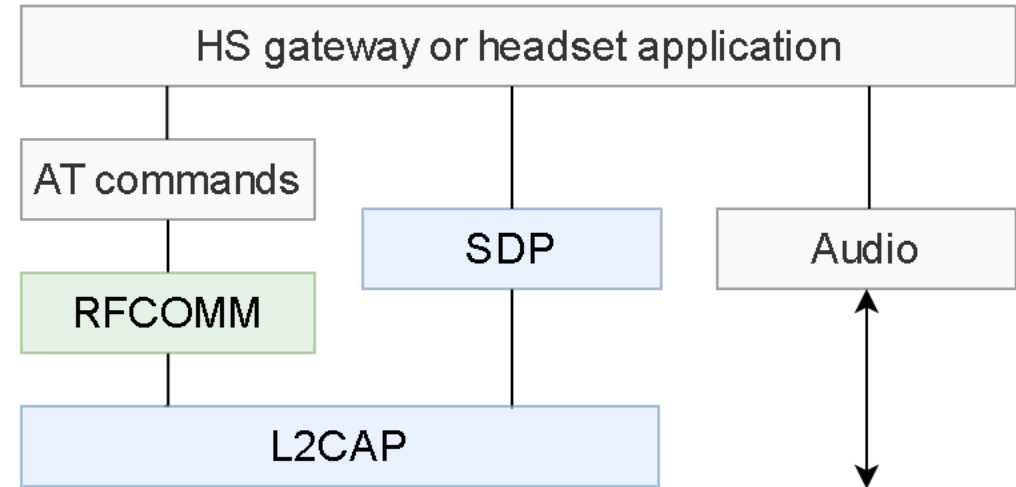 HS gateway or headset application
AT commands
SDP
Audio
RFCOMM
L2CAP